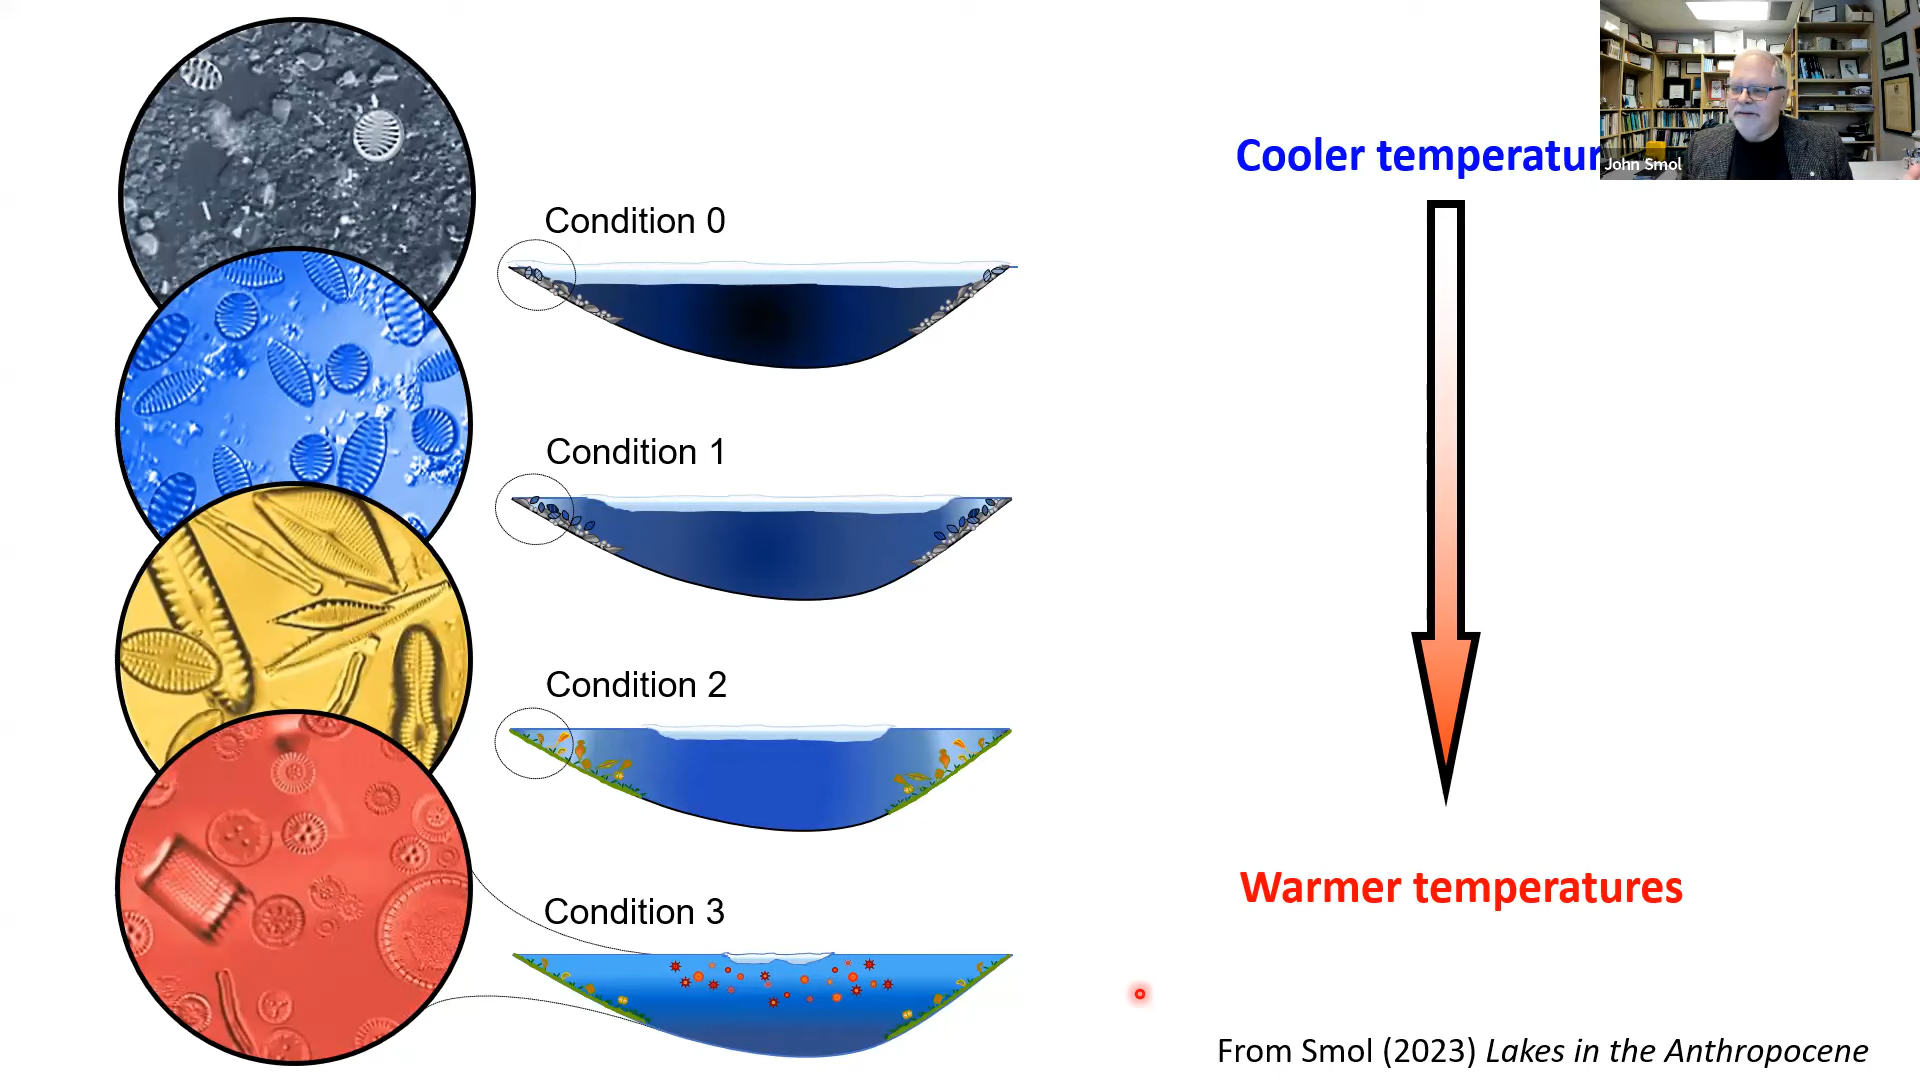 Cooler temperatur
John Smol
Condition 0
Condition 1
Condition 2
Warmer temperatures
Condition 3
From Smol (2023) Lakes in the Anthropocene